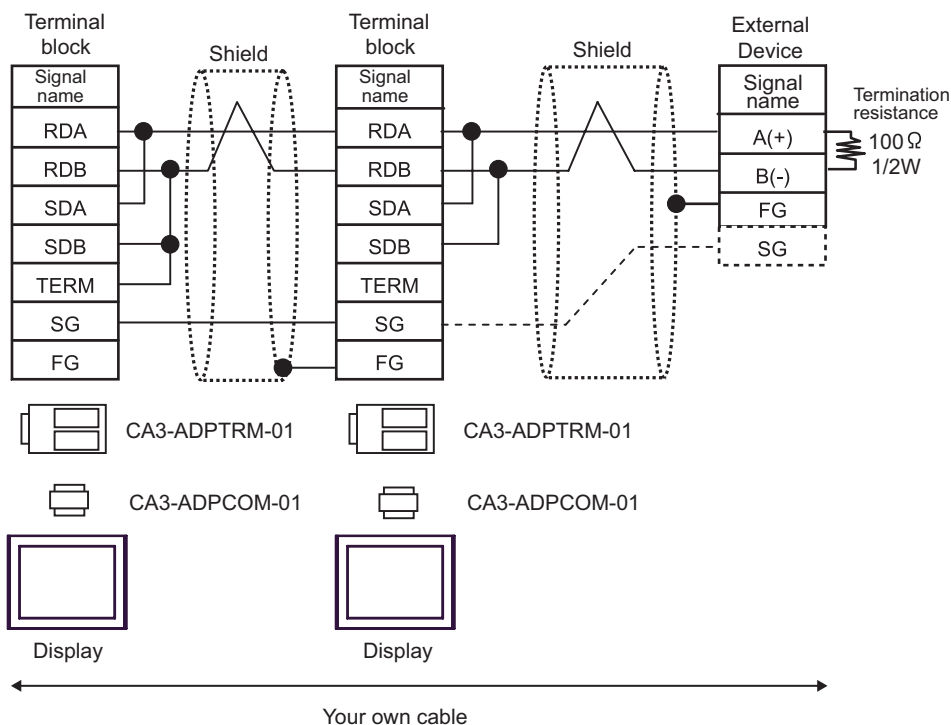 Terminal
block
Shield
Terminal
block
Shield
External
Device
Signal
name
RDA
RDB
SDA
SDB
TERM
SG
FG
Signal
name
RDA
RDB
SDA
SDB
TERM
SG
FG
Signal
name
A(+)
B(-)
FG
SG
Termination
resistance
100 Ω
1/2W
CA3-ADPTRM-01
CA3-ADPTRM-01
CA3-ADPCOM-01
CA3-ADPCOM-01
Display
Display
Your own cable